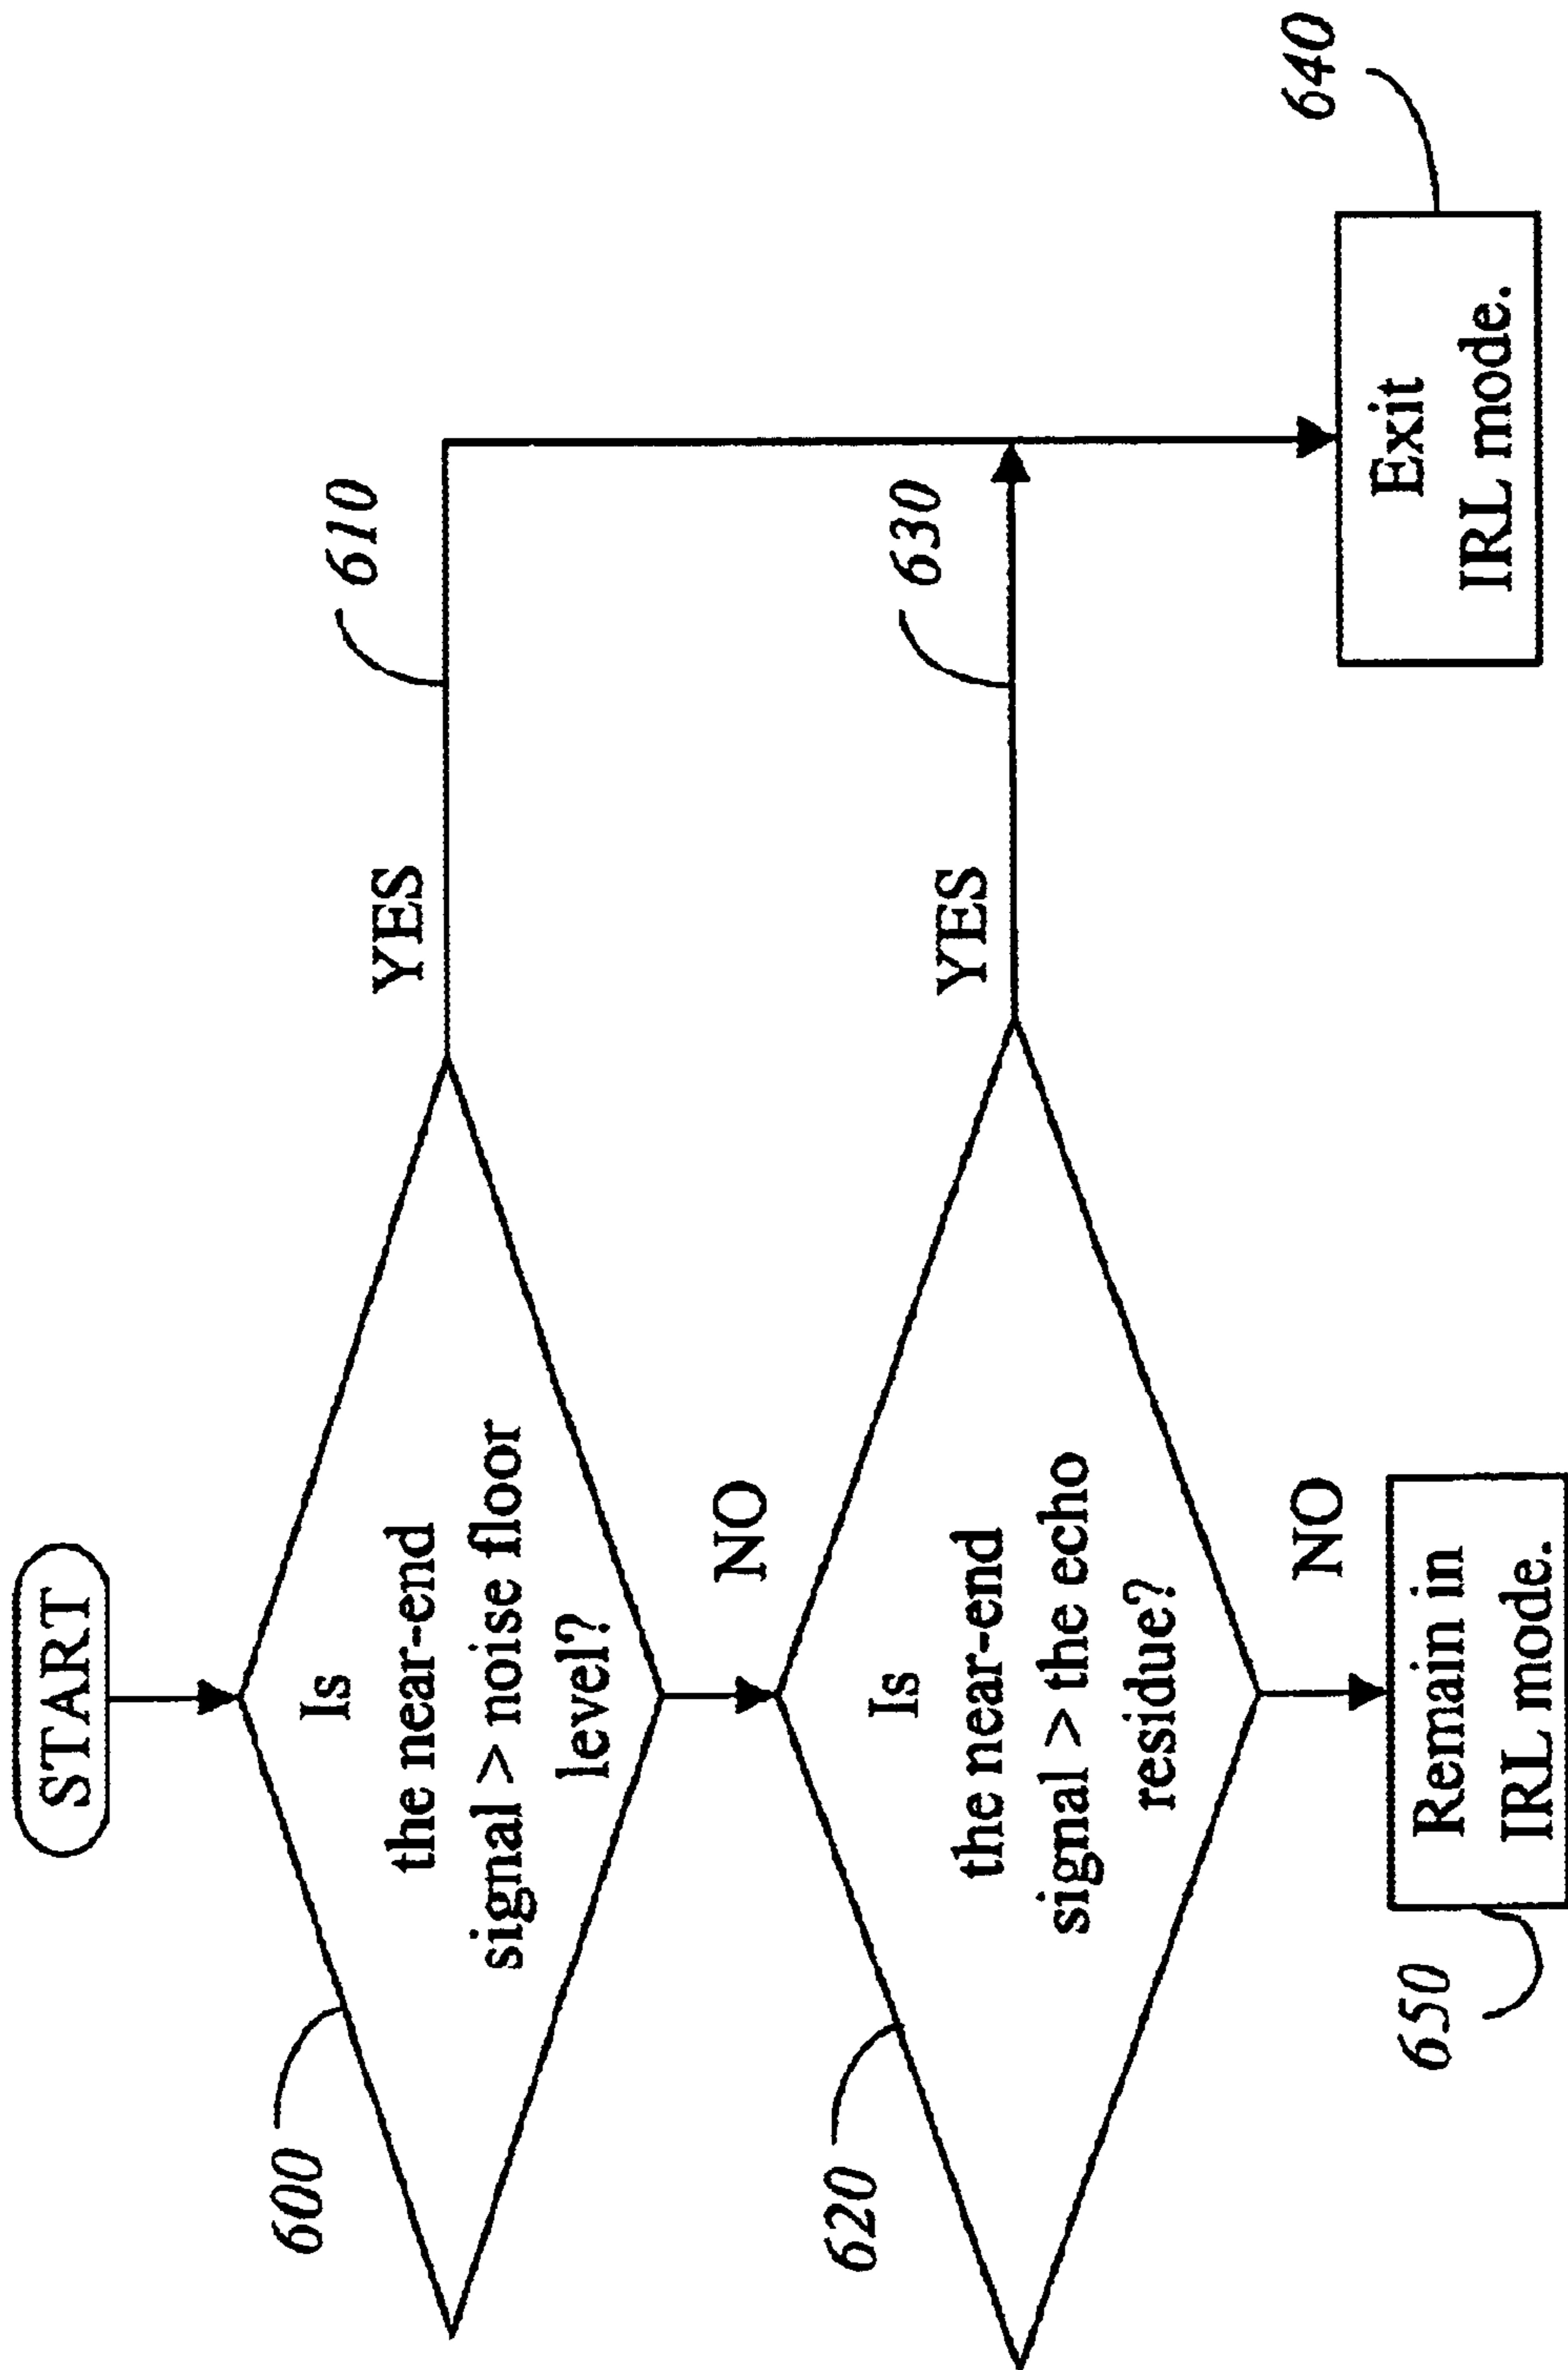 START
600
Is
the near-end
signal > noise floor
level?
YES
610
NO
620
Is
the near-end
signal > the echo
residue?
YES
630
NO
650
Remain in
IRL mode.
Exit
IRL mode.
640